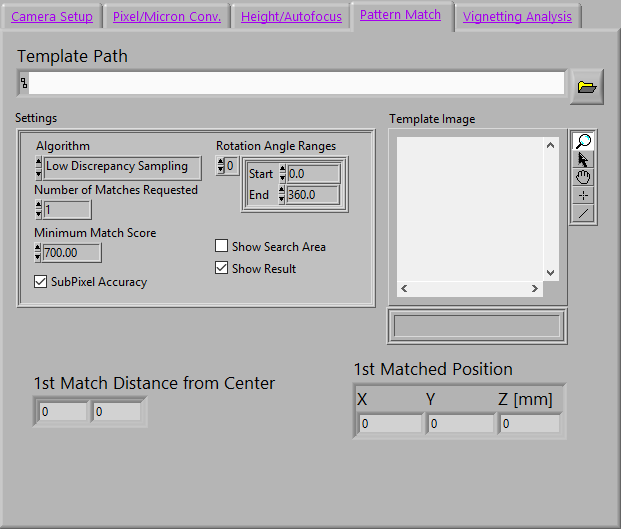 Camera Setup Pixel/Micron Conv. Height/Autofocus Pattern Match Vignetting Analysis
Template Path
Settings
Template Image
Algorithm
Low Discrepancy Sampling
Rotation Angle Ranges
0
Start 0.0
End 360.0
Number of Matches Requested
1
Minimum Match Score
700.00
Show Search Area
Show Result
SubPixel Accuracy
1st Match Distance from Center
0 0
1st Matched Position
X Y Z [mm]
0 0 0